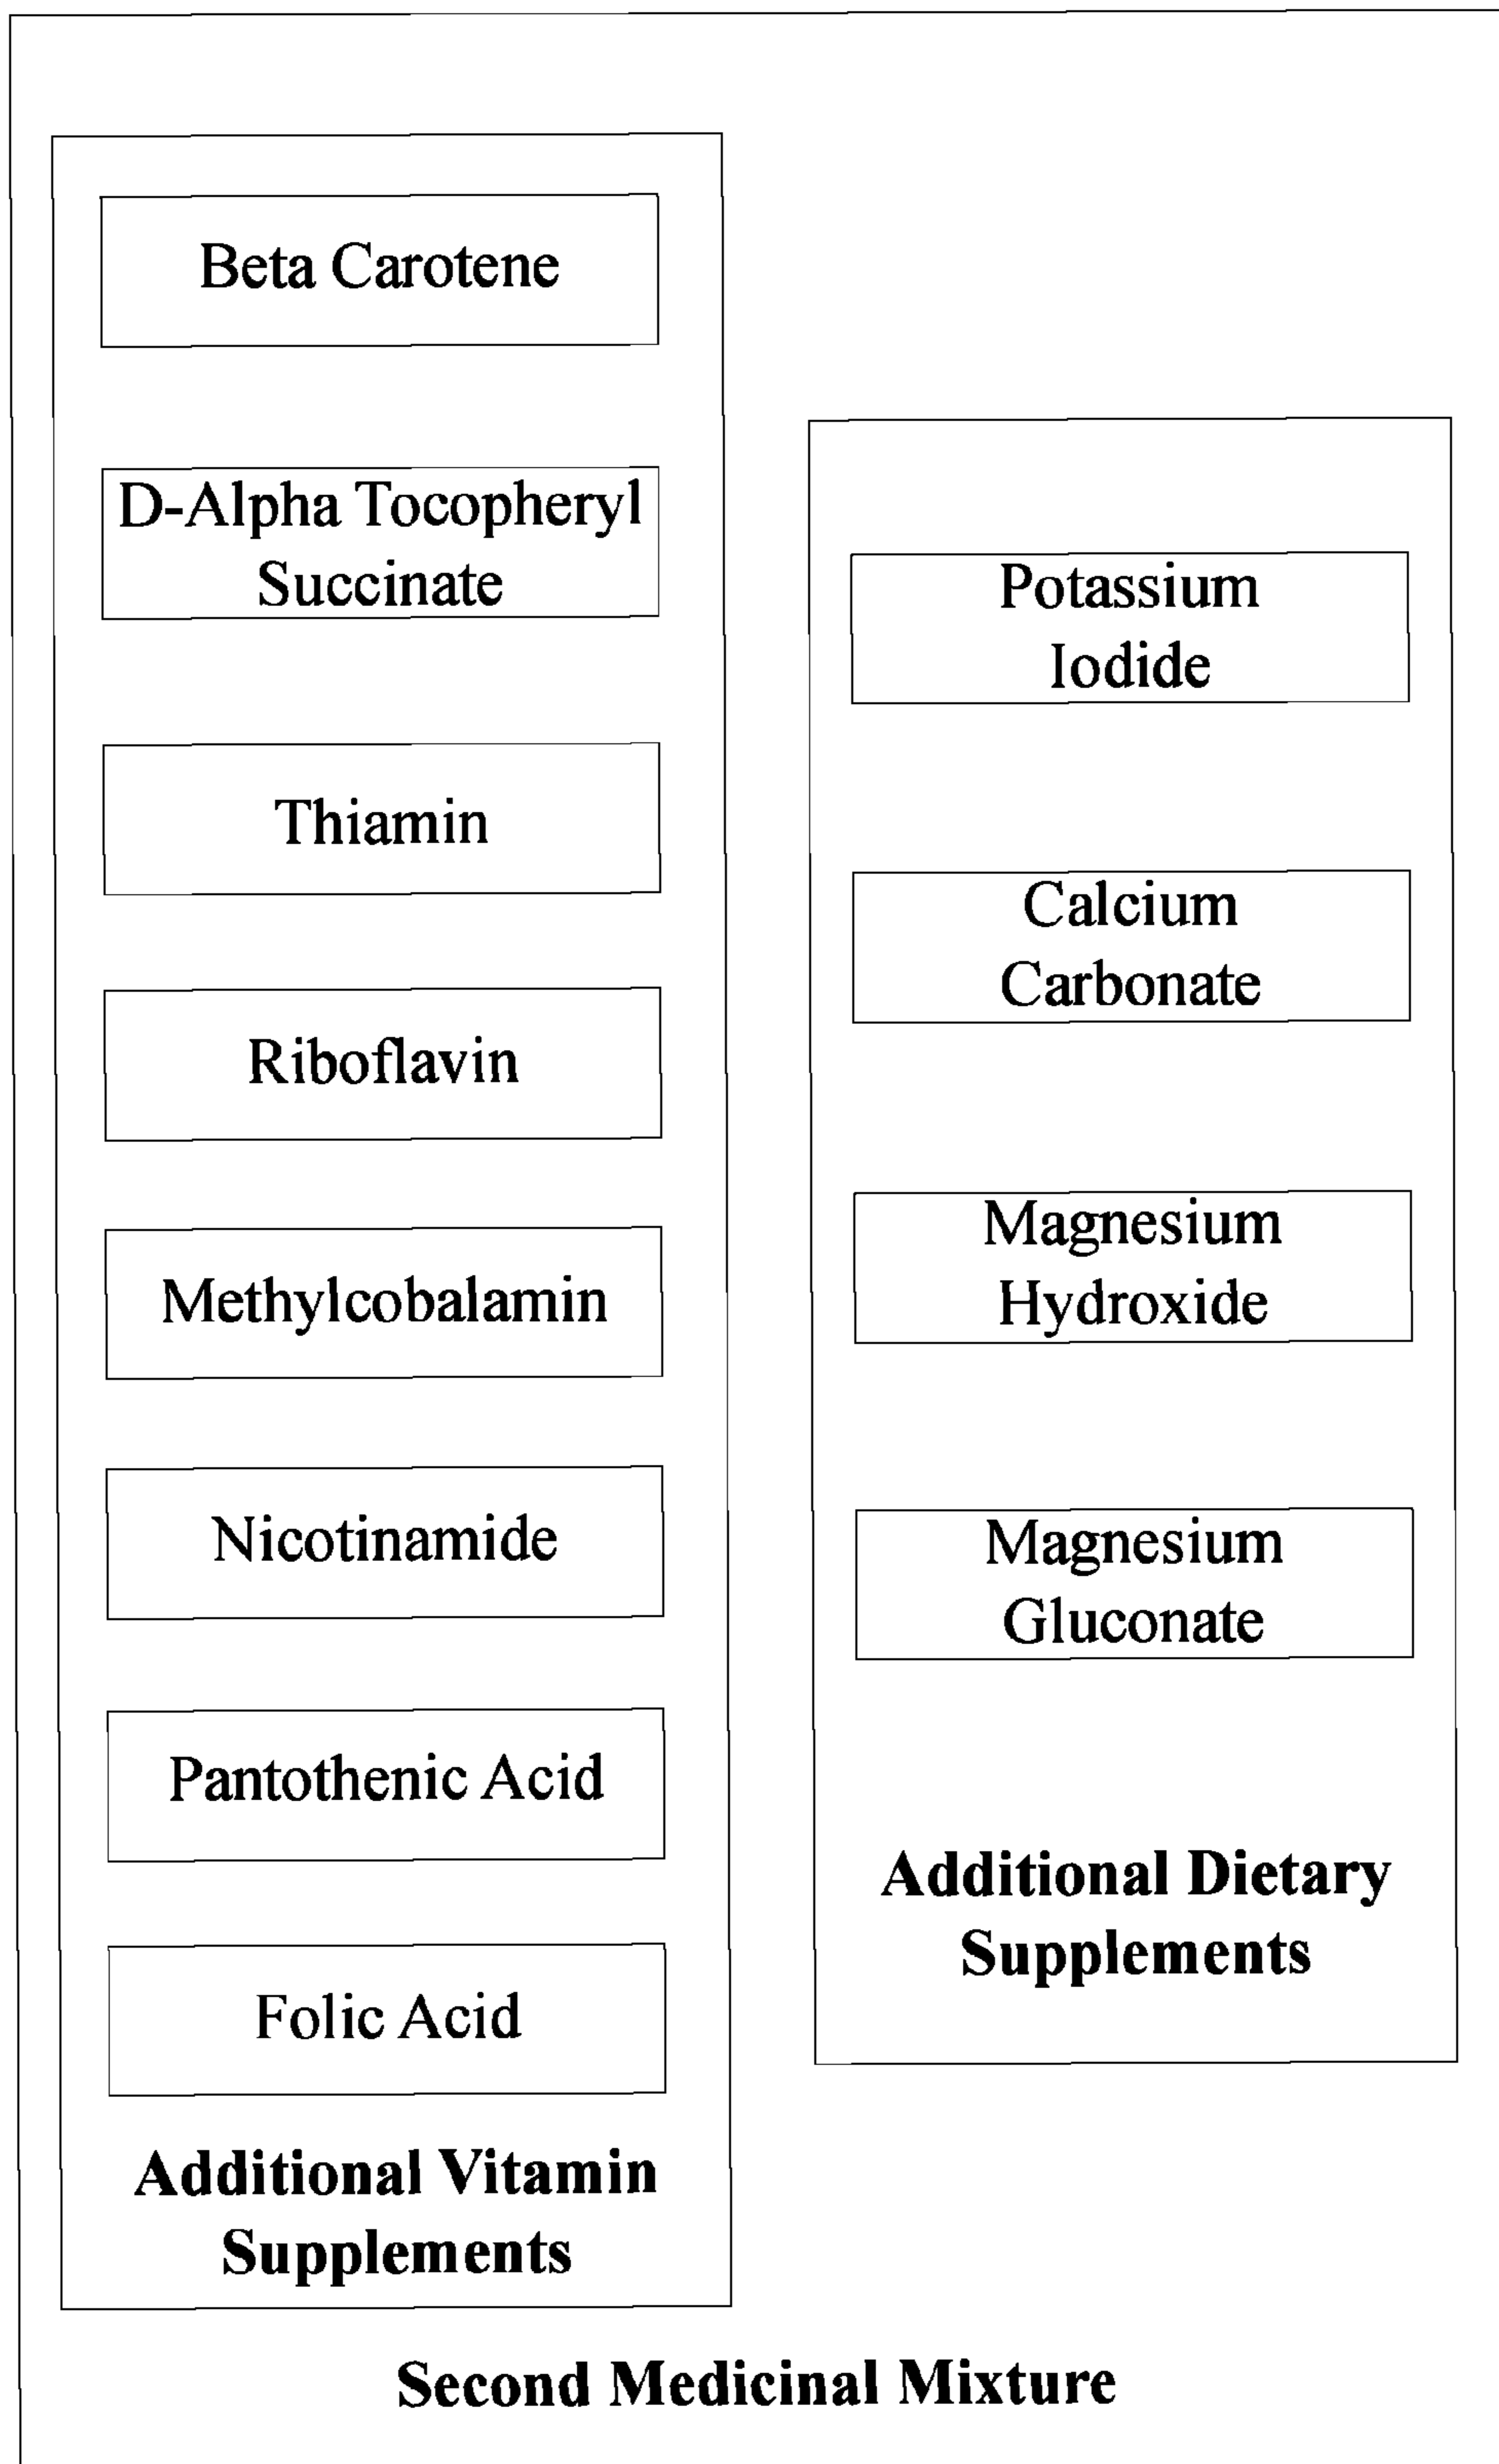 Beta Carotene
D-Alpha Tocopheryl
Succinate
Thiamin
Riboflavin
Methylcobalamin
Nicotinamide
Pantothenic Acid
Folic Acid
Additional Vitamin
Supplements
Potassium
Iodide
Calcium
Carbonate
Magnesium
Hydroxide
Magnesium
Gluconate
Additional Dietary
Supplements
Second Medicinal Mixture